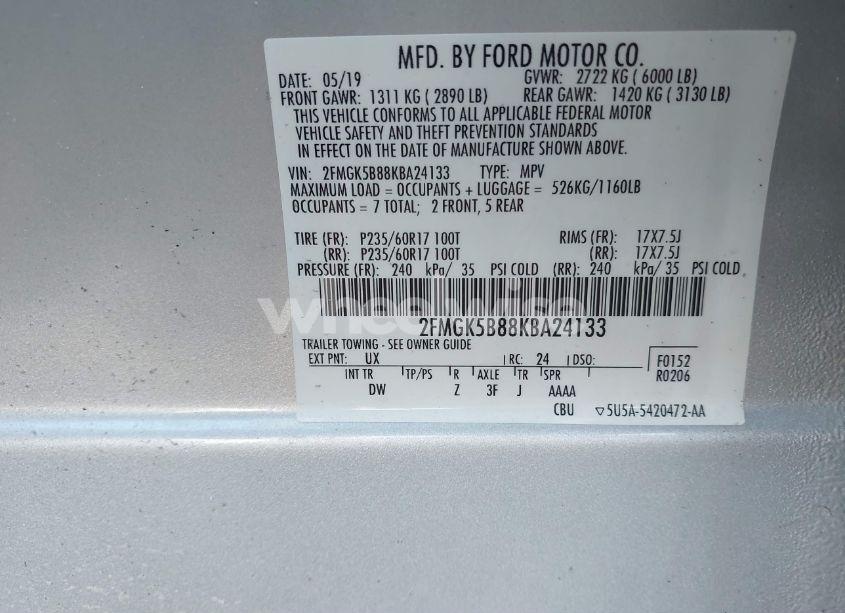 MFD. BY FORD MOTOR CO.
DATE: 05/19 GVWR: 2722 KG ( 6000 LB)
FRONT GAWR: 1311 KG ( 2890 LB) REAR GAWR: 1420 KG ( 3130 LB)
THIS VEHICLE CONFORMS TO ALL APPLICABLE FEDERAL MOTOR
VEHICLE SAFETY AND THEFT PREVENTION STANDARDS
IN EFFECT ON THE DATE OF MANUFACTURE SHOWN ABOVE.
VIN: 2FMGK5B88KBA24133 TYPE: MPV
MAXIMUM LOAD = OCCUPANTS + LUGGAGE = 526KG/1160LB
OCCUPANTS = 7 TOTAL; 2 FRONT, 5 REAR
TIRE (FR): P235/60R17 100T RIMS (FR): 17X7.5J
(RR): P235/60R17 100T (RR): 17X7.5J
PRESSURE (FR): 240 kPa/ 35 PSI COLD (RR): 240 kPa/ 35 PSI COLD
2FMGK5B88KBA24133
TRAILER TOWING - SEE OWNER GUIDE
EXT PNT: UX RC: 24 DSO: F0152
INT TR TP/PS R AXLE TR SPR R0206
DW Z 3F J AAAA
CBU ▽5U5A-5420472-AA